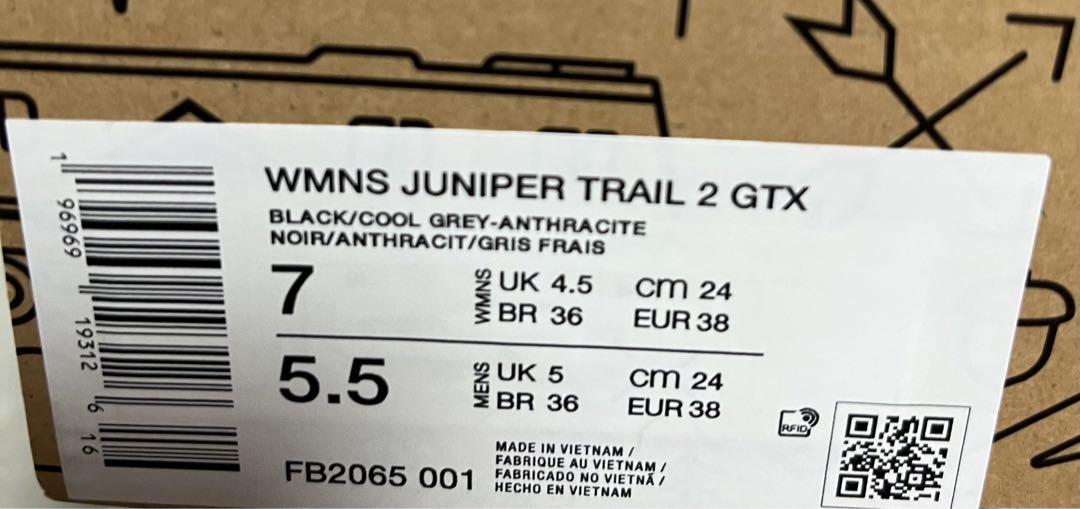 WMNS JUNIPER TRAIL 2 GTX
BLACK/COOL GREY-ANTHRACITE
NOIR/ANTHRACIT/GRIS FRAIS
7 WMNS UK 4.5 cm 24
BR 36 EUR 38
5.5 MENS UK 5 cm 24
BR 36 EUR 38
FB2065 001
MADE IN VIETNAM /
FABRIQUE AU VIETNAM /
FABRICADO NO VIETNÃ /
HECHO EN VIETNAM
RFID
1 96969 19312 6 16